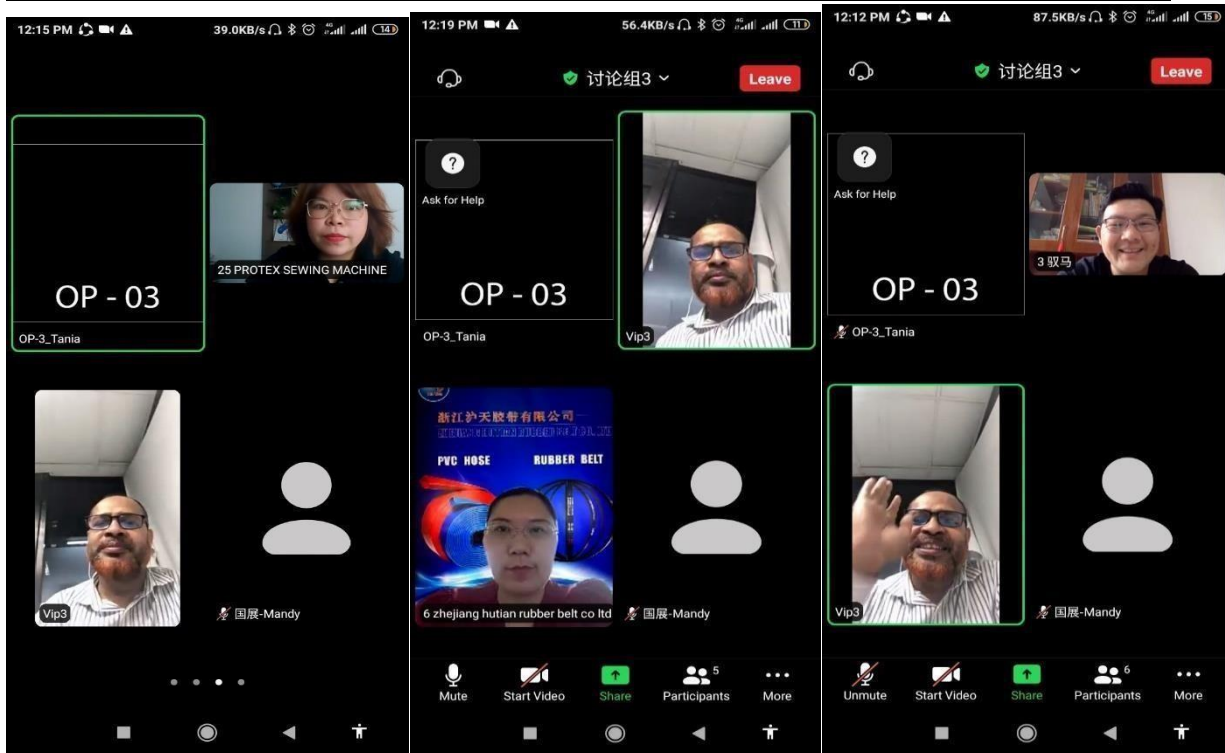 12:15 PM 39.0KB/s 4G 14
OP - 03
OP-3_Tania
25 PROTEX SEWING MACHINE
Vip3
国展-Mandy
12:19 PM 56.4KB/s 4G 11
讨论组3
Leave
?
Ask for Help
OP - 03
OP-3_Tania
Vip3
浙江护天胶带有限公司
PVC HOSE RUBBER BELT
6 zhejiang hutian rubber belt co ltd
国展-Mandy
Mute Start Video Share Participants 5 More
12:12 PM 87.5KB/s 4G 15
讨论组3
Leave
?
Ask for Help
OP - 03
OP-3_Tania
3 驭马
Vip3
国展-Mandy
Unmute Start Video Share Participants 6 More